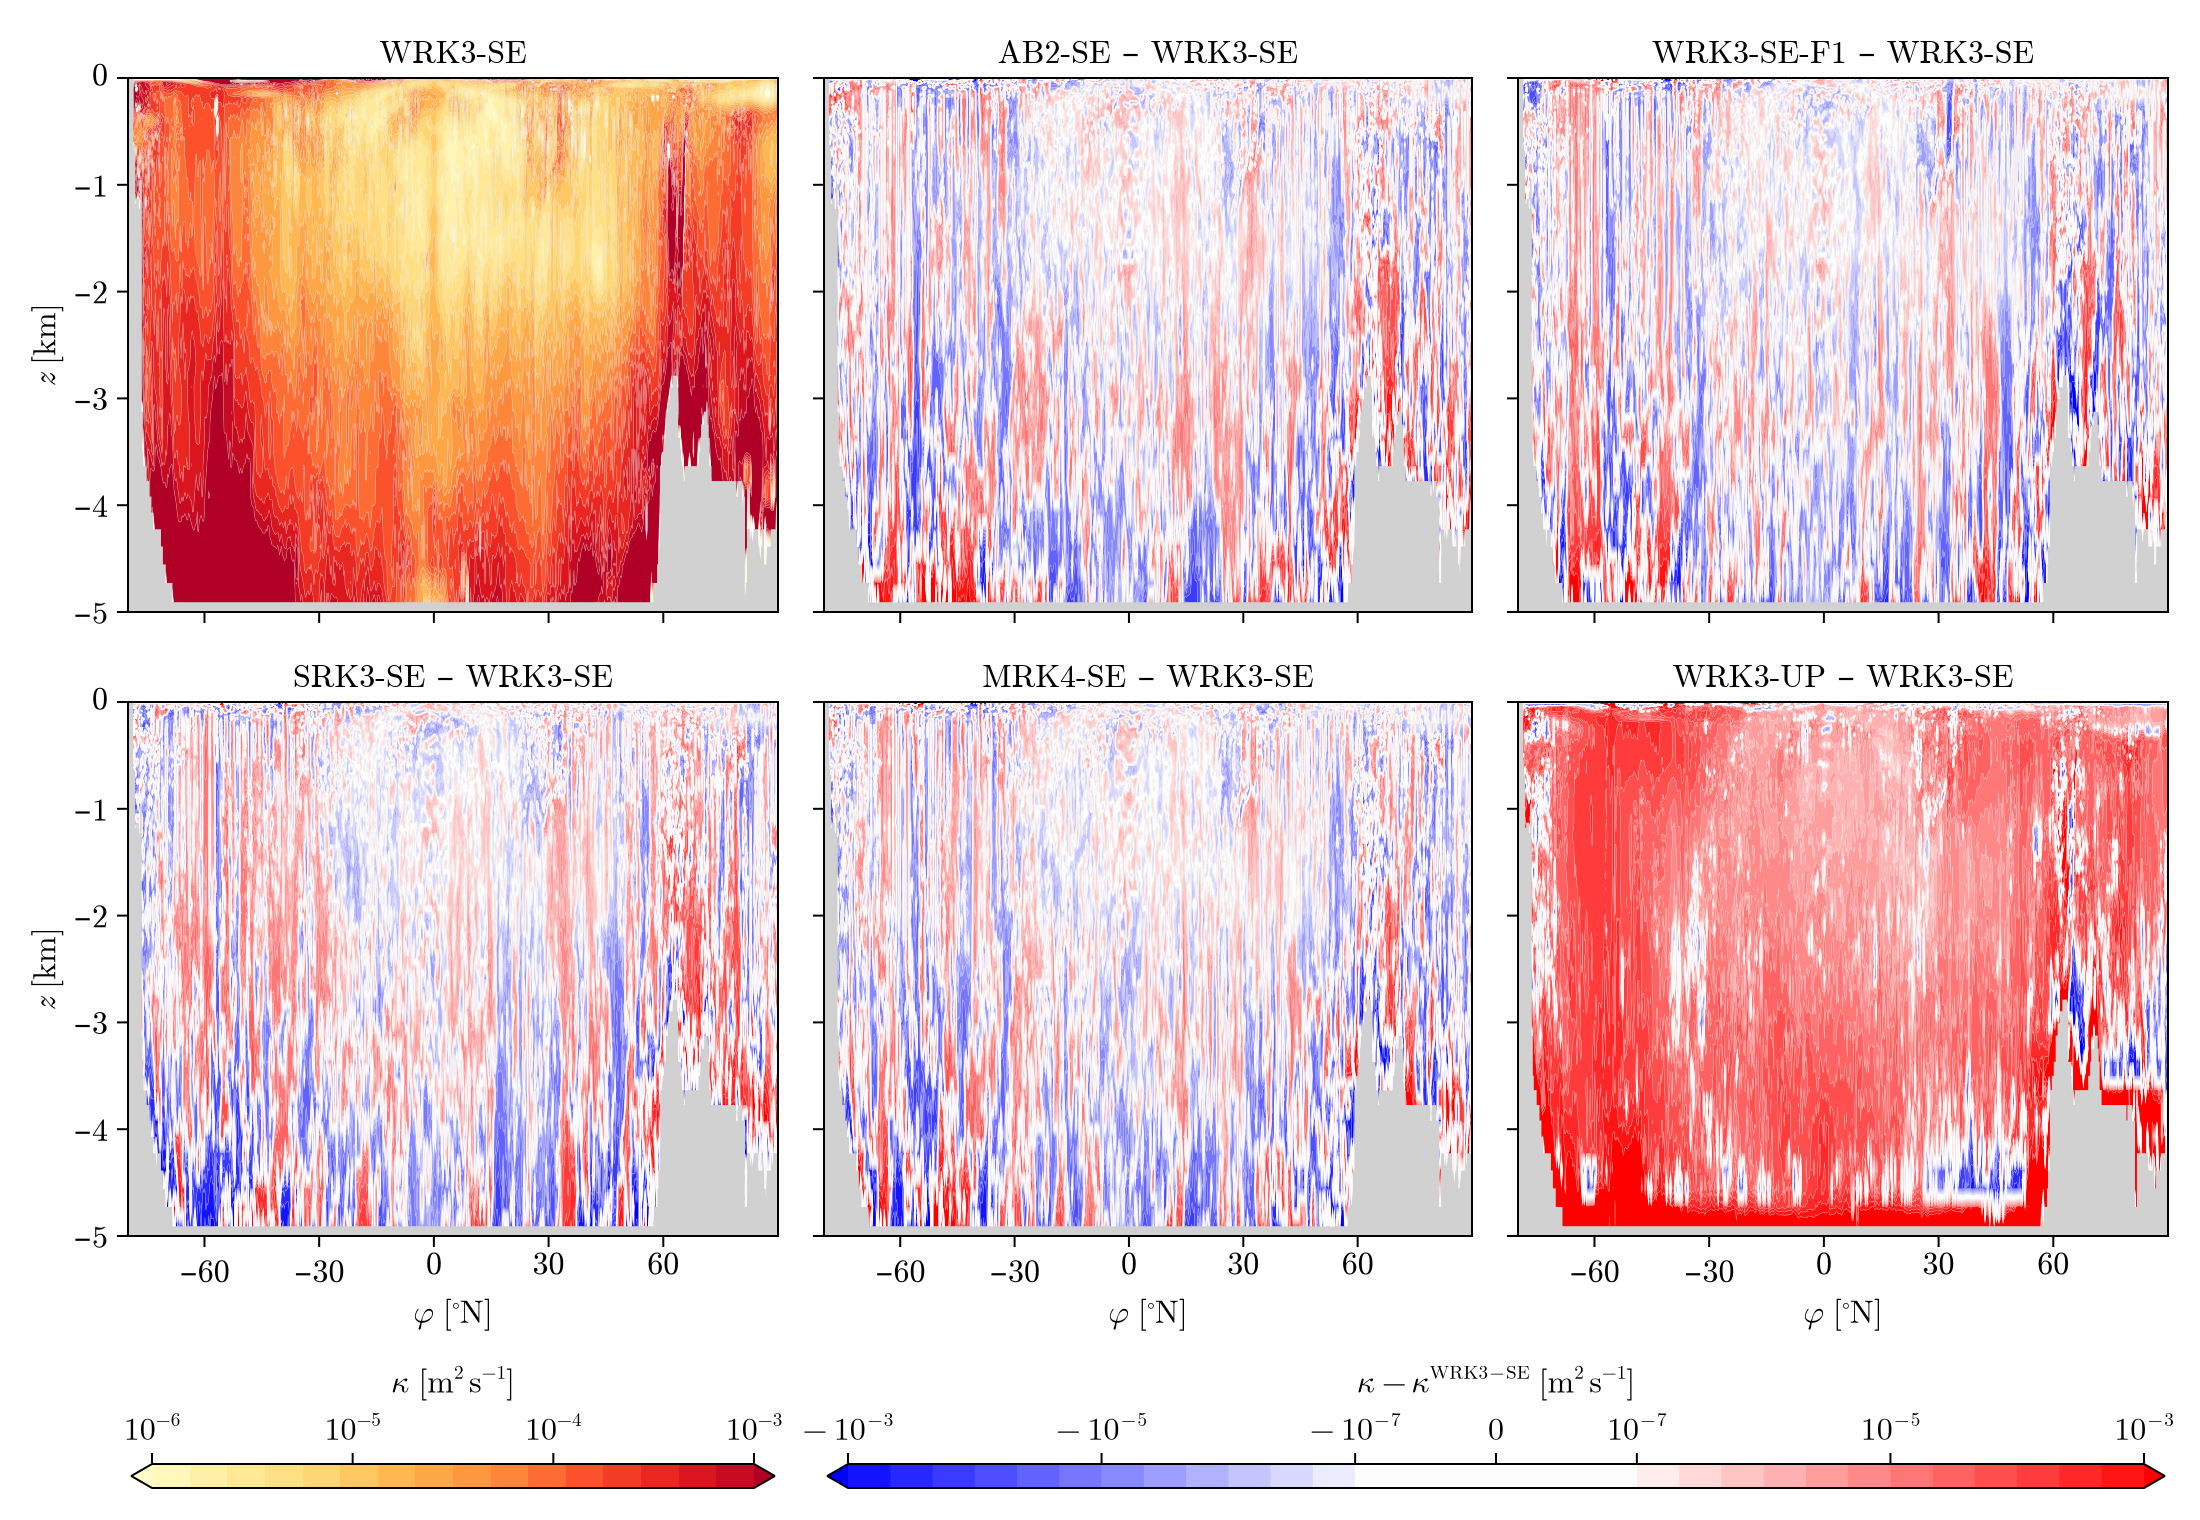 WRK3-SE
AB2-SE – WRK3-SE
WRK3-SE-F1 – WRK3-SE
0
−1
−2
−3
−4
−5
z [km]
SRK3-SE – WRK3-SE
MRK4-SE – WRK3-SE
WRK3-UP – WRK3-SE
0
−1
−2
−3
−4
−5
z [km]
−60 −30 0 30 60
−60 −30 0 30 60
−60 −30 0 30 60
φ [°N]
φ [°N]
φ [°N]
κ [m² s⁻¹]
10⁻⁶ 10⁻⁵ 10⁻⁴ 10⁻³
κ − κ^WRK3−SE [m² s⁻¹]
−10⁻³ −10⁻⁵ −10⁻⁷ 0 10⁻⁷ 10⁻⁵ 10⁻³